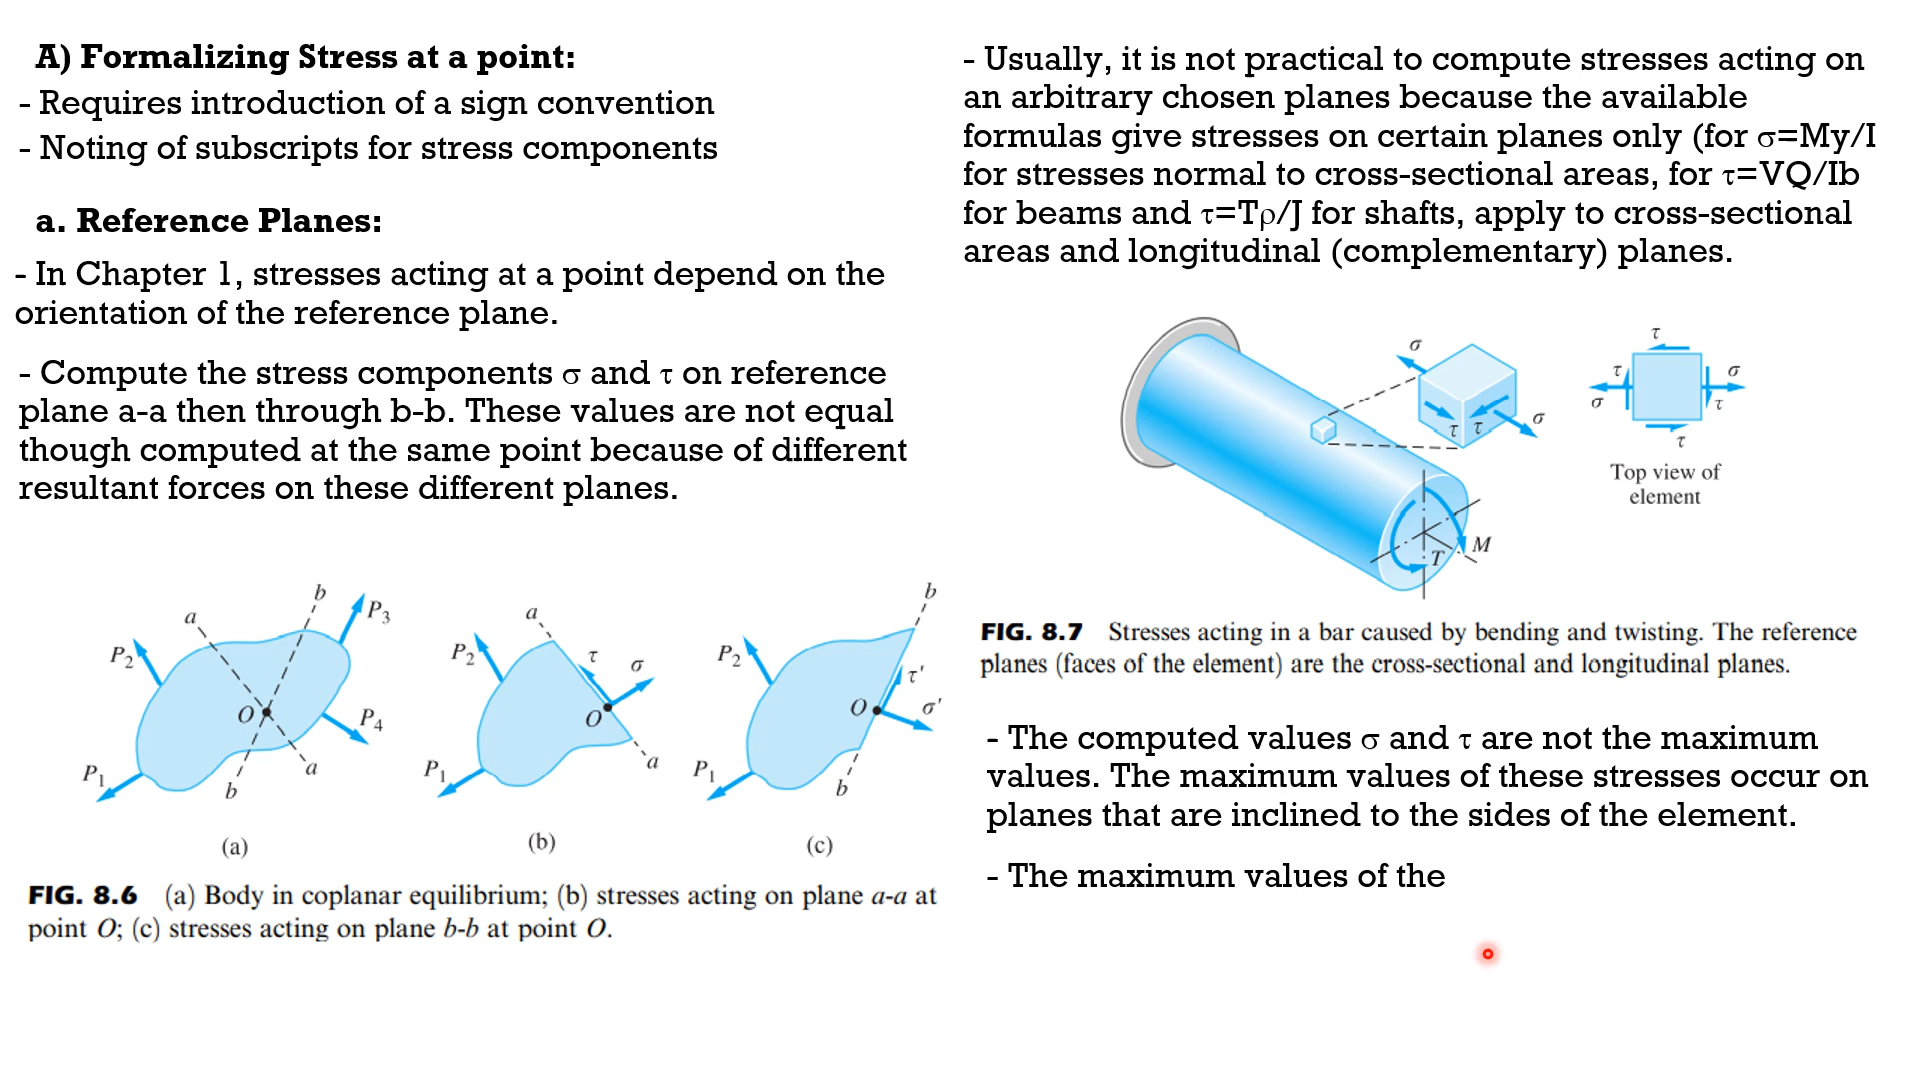 A) Formalizing Stress at a point:
- Requires introduction of a sign convention
- Noting of subscripts for stress components
a. Reference Planes:
- In Chapter 1, stresses acting at a point depend on the
orientation of the reference plane.
- Compute the stress components σ and τ on reference
plane a-a then through b-b. These values are not equal
though computed at the same point because of different
resultant forces on these different planes.
P2
a
b
P3
O
P4
P1
b
a
(a)
P2
a
τ
σ
O
P1
a
(b)
P2
b
τ'
O
σ'
P1
b
(c)
FIG. 8.6 (a) Body in coplanar equilibrium; (b) stresses acting on plane a-a at
point O; (c) stresses acting on plane b-b at point O.
- Usually, it is not practical to compute stresses acting on
an arbitrary chosen planes because the available
formulas give stresses on certain planes only (for σ=My/I
for stresses normal to cross-sectional areas, for τ=VQ/Ib
for beams and τ=Tρ/J for shafts, apply to cross-sectional
areas and longitudinal (complementary) planes.
σ
τ τ
σ
T
M
τ
τ
σ
σ
τ
τ
Top view of
element
FIG. 8.7 Stresses acting in a bar caused by bending and twisting. The reference
planes (faces of the element) are the cross-sectional and longitudinal planes.
- The computed values σ and τ are not the maximum
values. The maximum values of these stresses occur on
planes that are inclined to the sides of the element.
- The maximum values of the